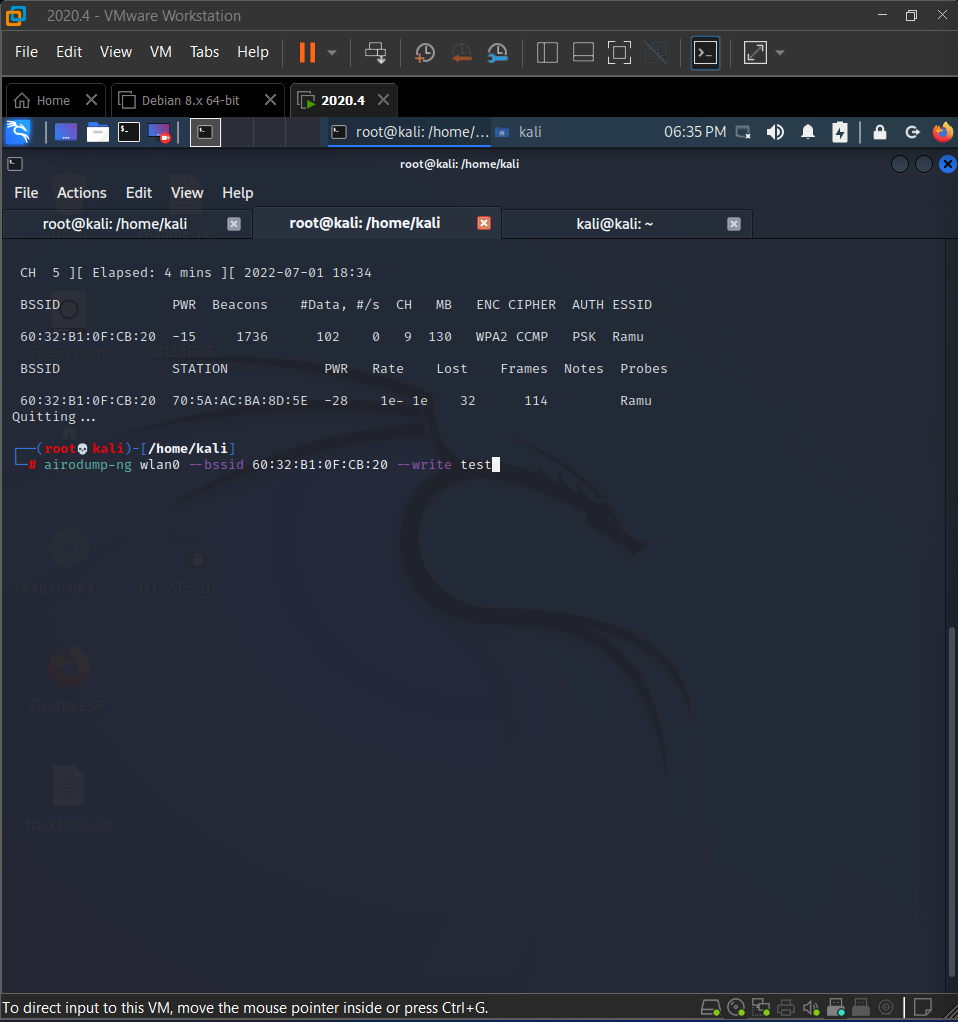 2020.4 - VMware Workstation
File Edit View VM Tabs Help
Home Debian 8.x 64-bit 2020.4
root@kali: /home/... kali 06:35 PM
root@kali: /home/kali
File Actions Edit View Help
root@kali: /home/kali root@kali: /home/kali kali@kali: ~
CH 5 ][ Elapsed: 4 mins ][ 2022-07-01 18:34
BSSID PWR Beacons #Data, #/s CH MB ENC CIPHER AUTH ESSID
60:32:B1:0F:CB:20 -15 1736 102 0 9 130 WPA2 CCMP PSK Ramu
BSSID STATION PWR Rate Lost Frames Notes Probes
60:32:B1:0F:CB:20 70:5A:AC:BA:8D:5E -28 1e- 1e 32 114 Ramu
Quitting...
(root💀kali)-[/home/kali]
# airodump-ng wlan0 --bssid 60:32:B1:0F:CB:20 --write test
File System
Kali Linux a... HT-WPS-B...
Firefox ESR
hack1-02.cap
To direct input to this VM, move the mouse pointer inside or press Ctrl+G.